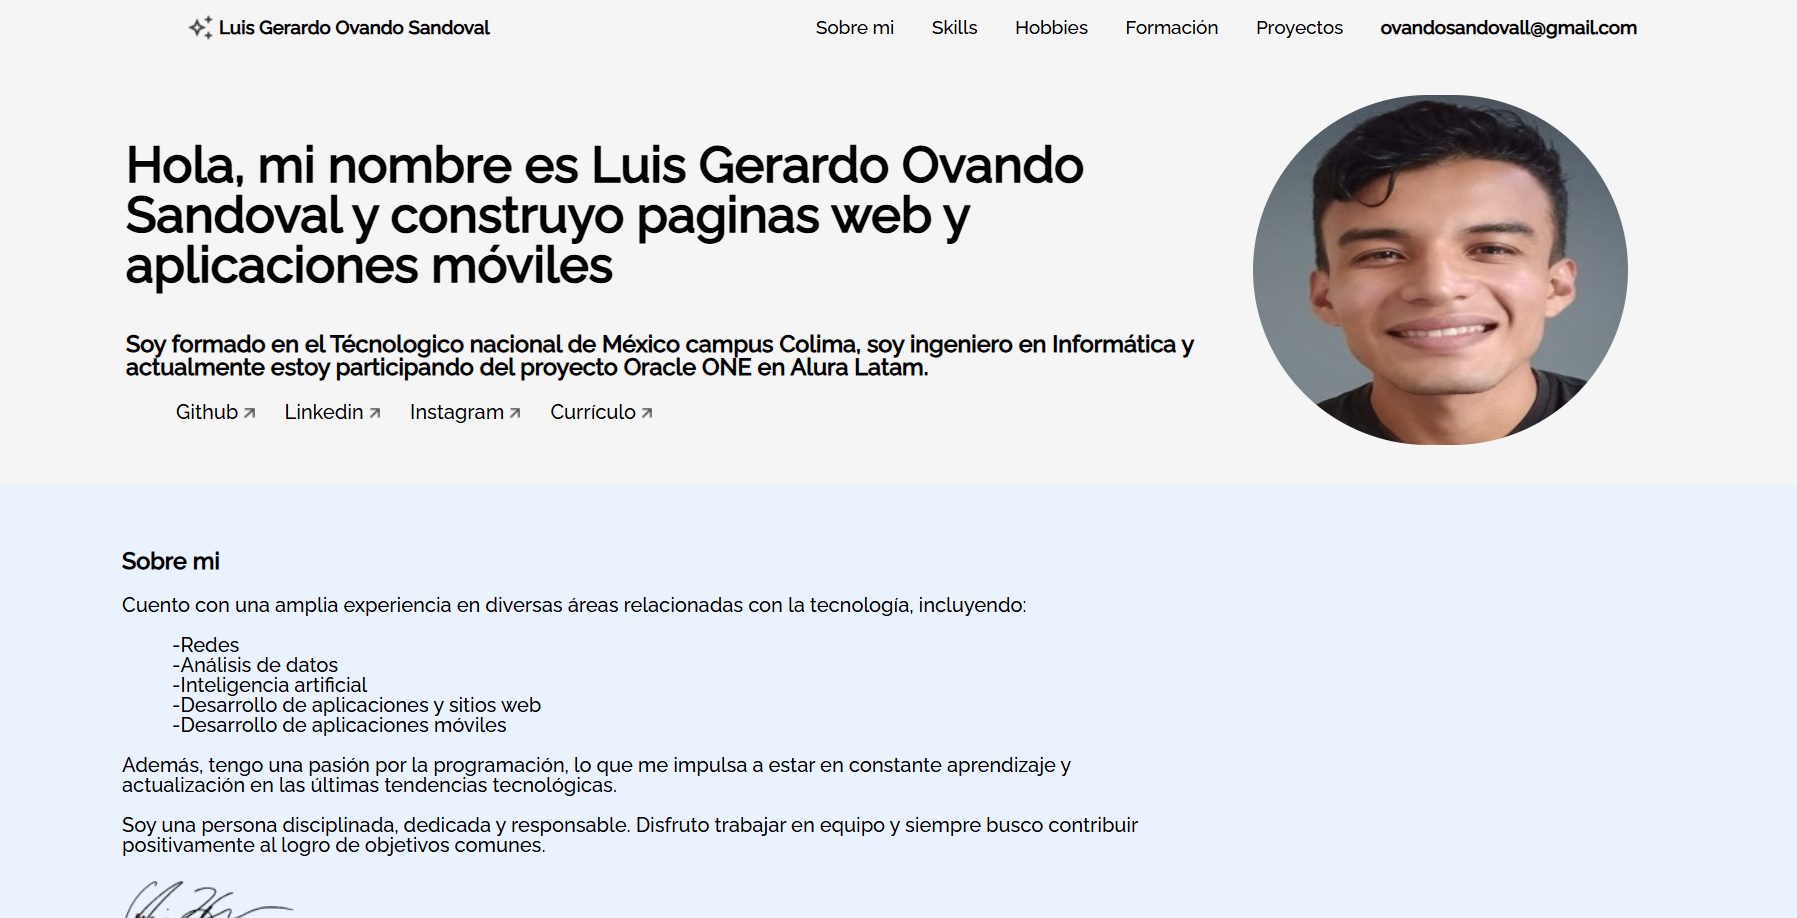 Luis Gerardo Ovando Sandoval
Sobre mi
Skills
Hobbies
Formación
Proyectos
ovandosandovall@gmail.com
Hola, mi nombre es Luis Gerardo Ovando
Sandoval y construyo paginas web y
aplicaciones móviles
Soy formado en el Técnologico nacional de México campus Colima, soy ingeniero en Informática y
actualmente estoy participando del proyecto Oracle ONE en Alura Latam.
Github
Linkedin
Instagram
Currículo
Sobre mi
Cuento con una amplia experiencia en diversas áreas relacionadas con la tecnología, incluyendo:
-Redes
-Análisis de datos
-Inteligencia artificial
-Desarrollo de aplicaciones y sitios web
-Desarrollo de aplicaciones móviles
Además, tengo una pasión por la programación, lo que me impulsa a estar en constante aprendizaje y
actualización en las últimas tendencias tecnológicas.
Soy una persona disciplinada, dedicada y responsable. Disfruto trabajar en equipo y siempre busco contribuir
positivamente al logro de objetivos comunes.